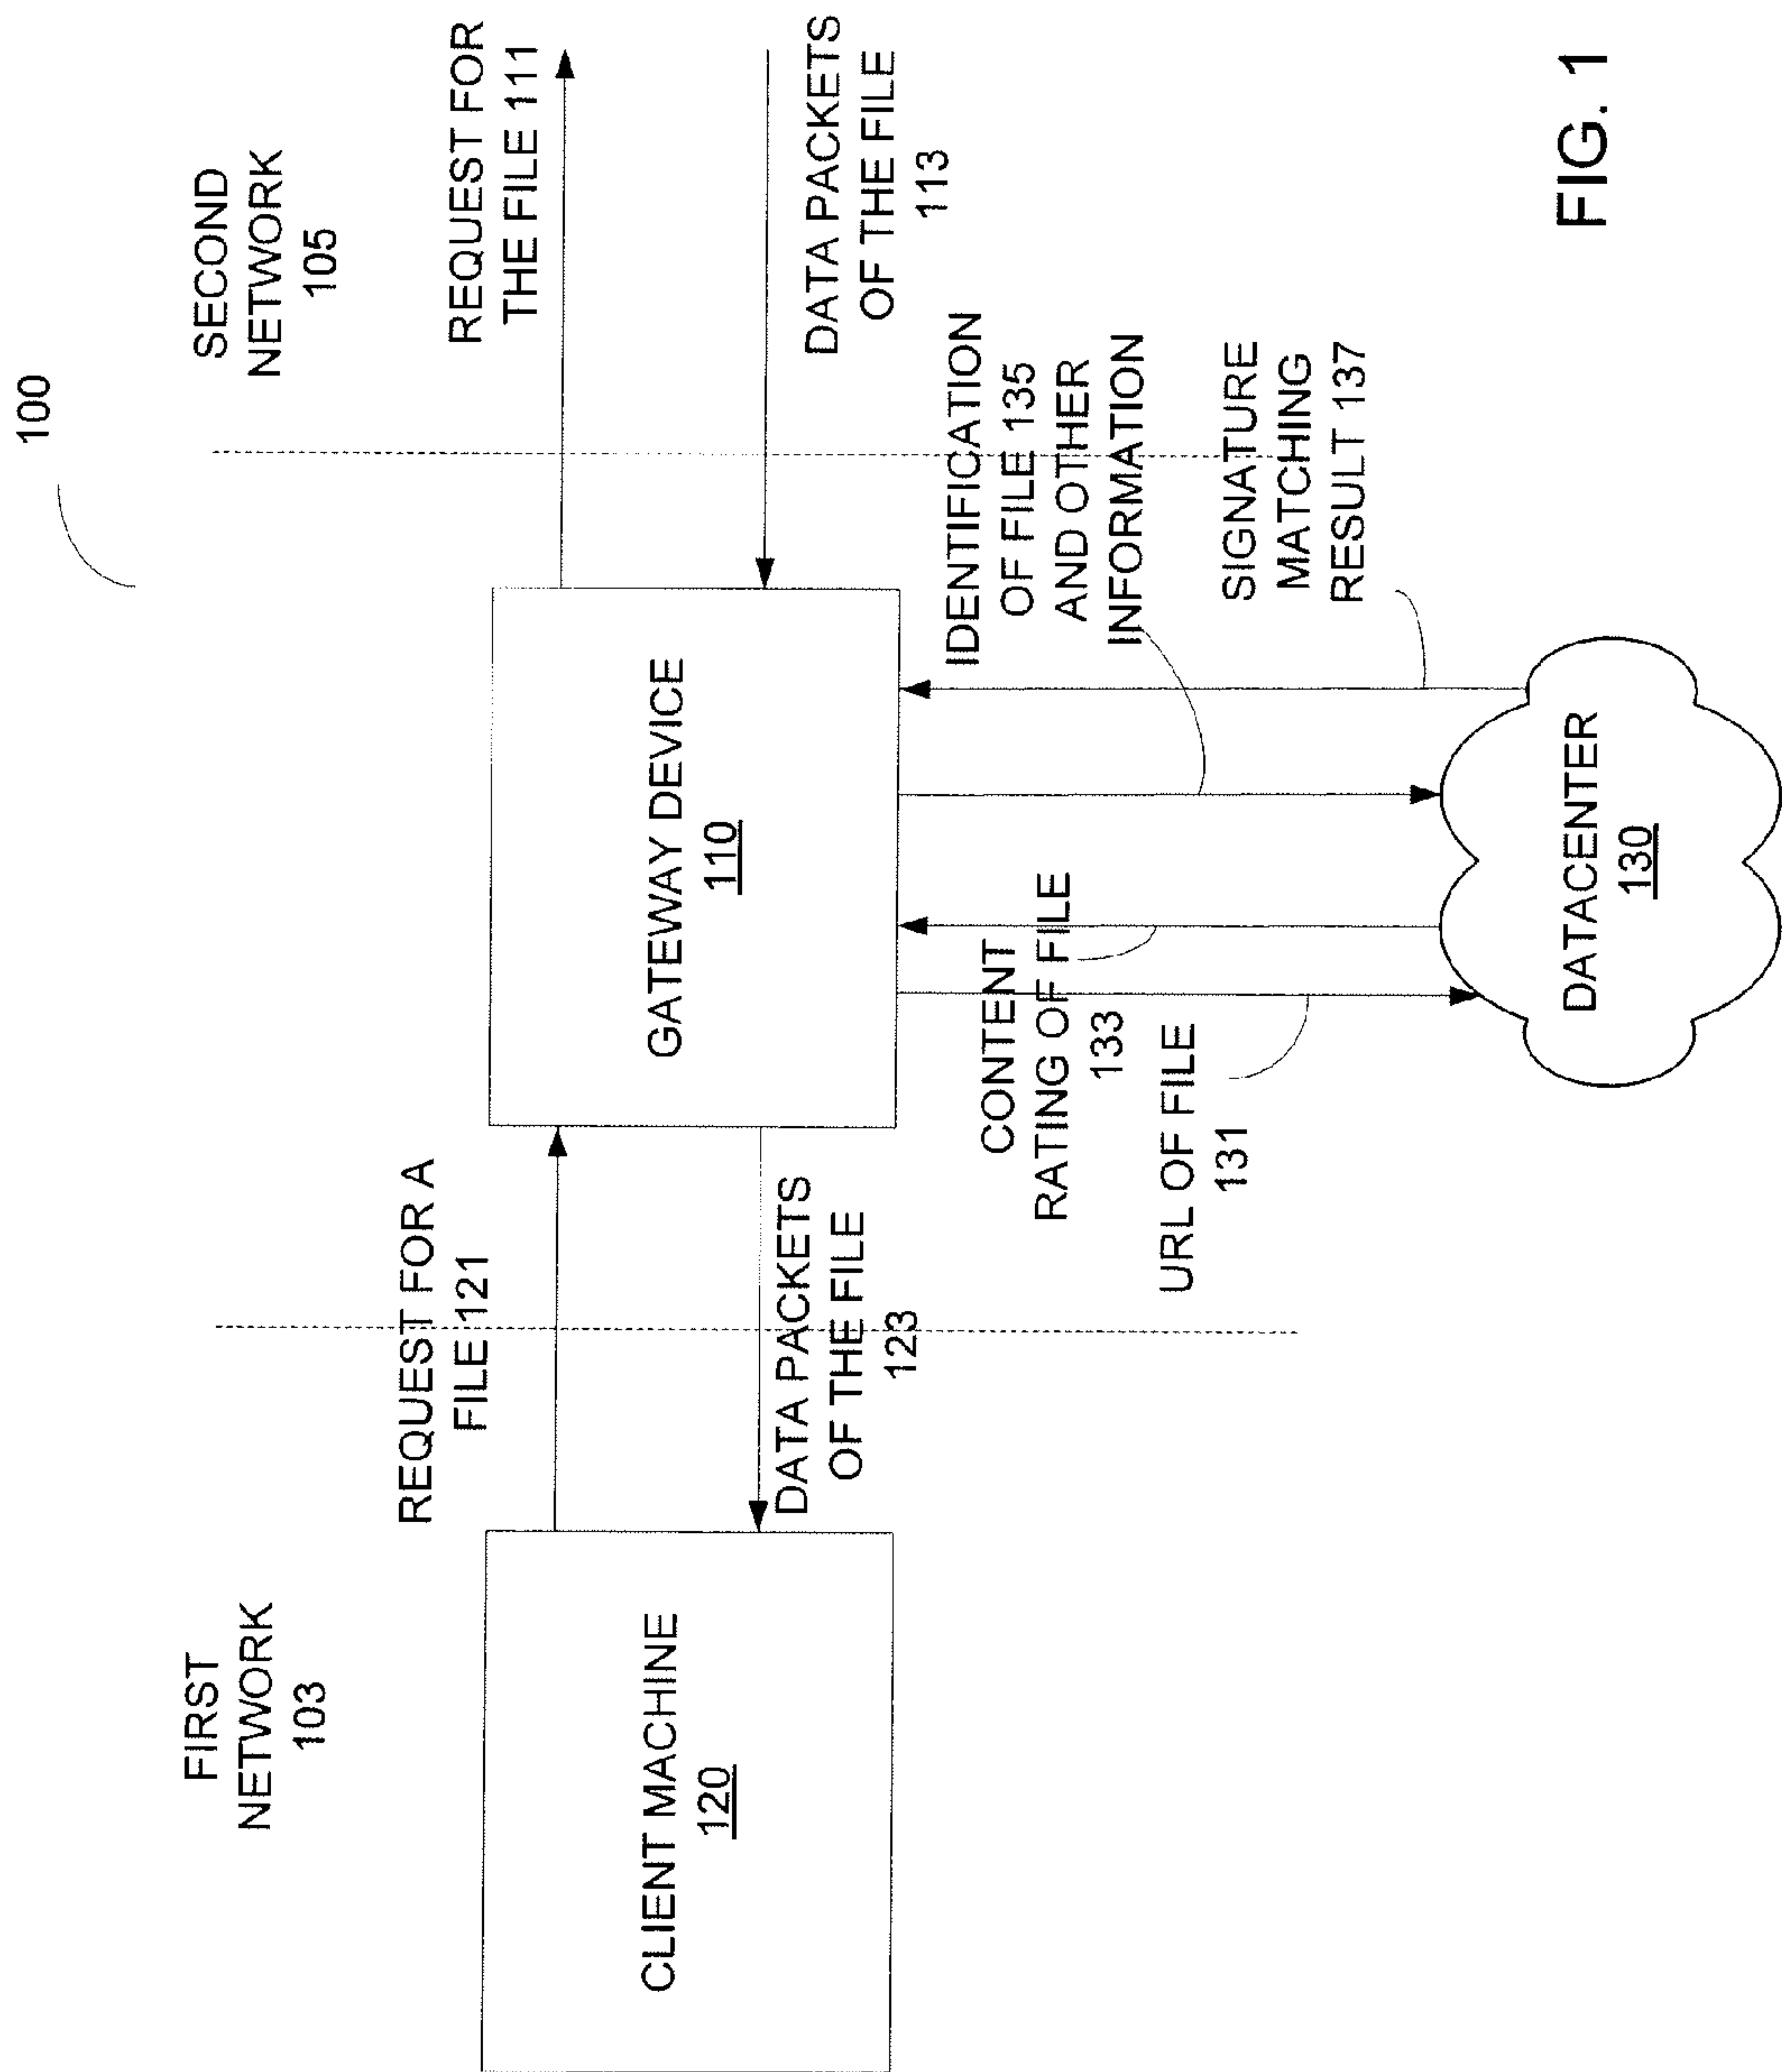 100
FIRST
NETWORK
103
SECOND
NETWORK
105
REQUEST FOR A
FILE 121
REQUEST FOR
THE FILE 111
CLIENT MACHINE
120
GATEWAY DEVICE
110
DATA PACKETS
OF THE FILE
123
DATA PACKETS
OF THE FILE
113
CONTENT
RATING OF FILE
133
URL OF FILE
131
IDENTIFICATION
OF FILE 135
AND OTHER
INFORMATION
SIGNATURE
MATCHING
RESULT 137
DATACENTER
130
FIG. 1